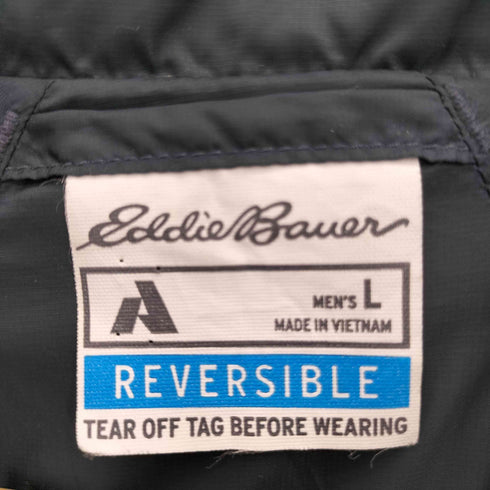 Eddie Bauer
MEN'S L
MADE IN VIETNAM
REVERSIBLE
TEAR OFF TAG BEFORE WEARING